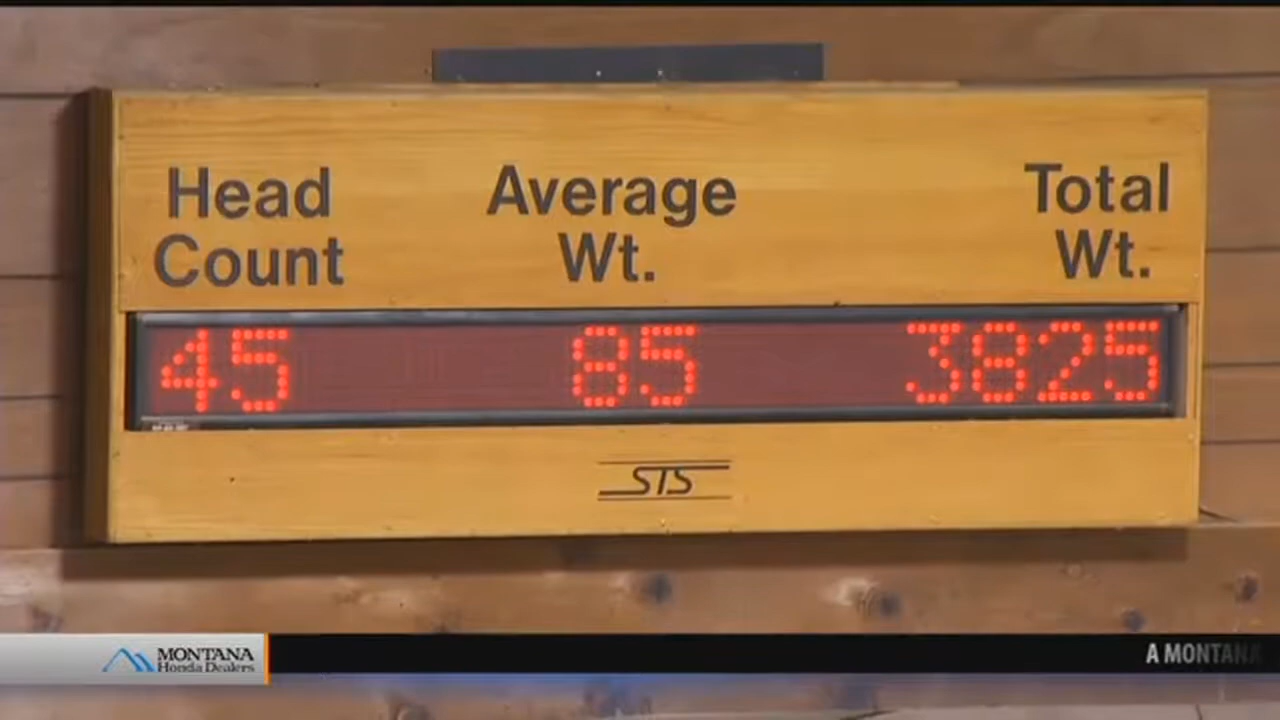 Head Count
Average Wt.
Total Wt.
45 85 3825
STS
MONTANA
Honda Dealers
A MONTANA